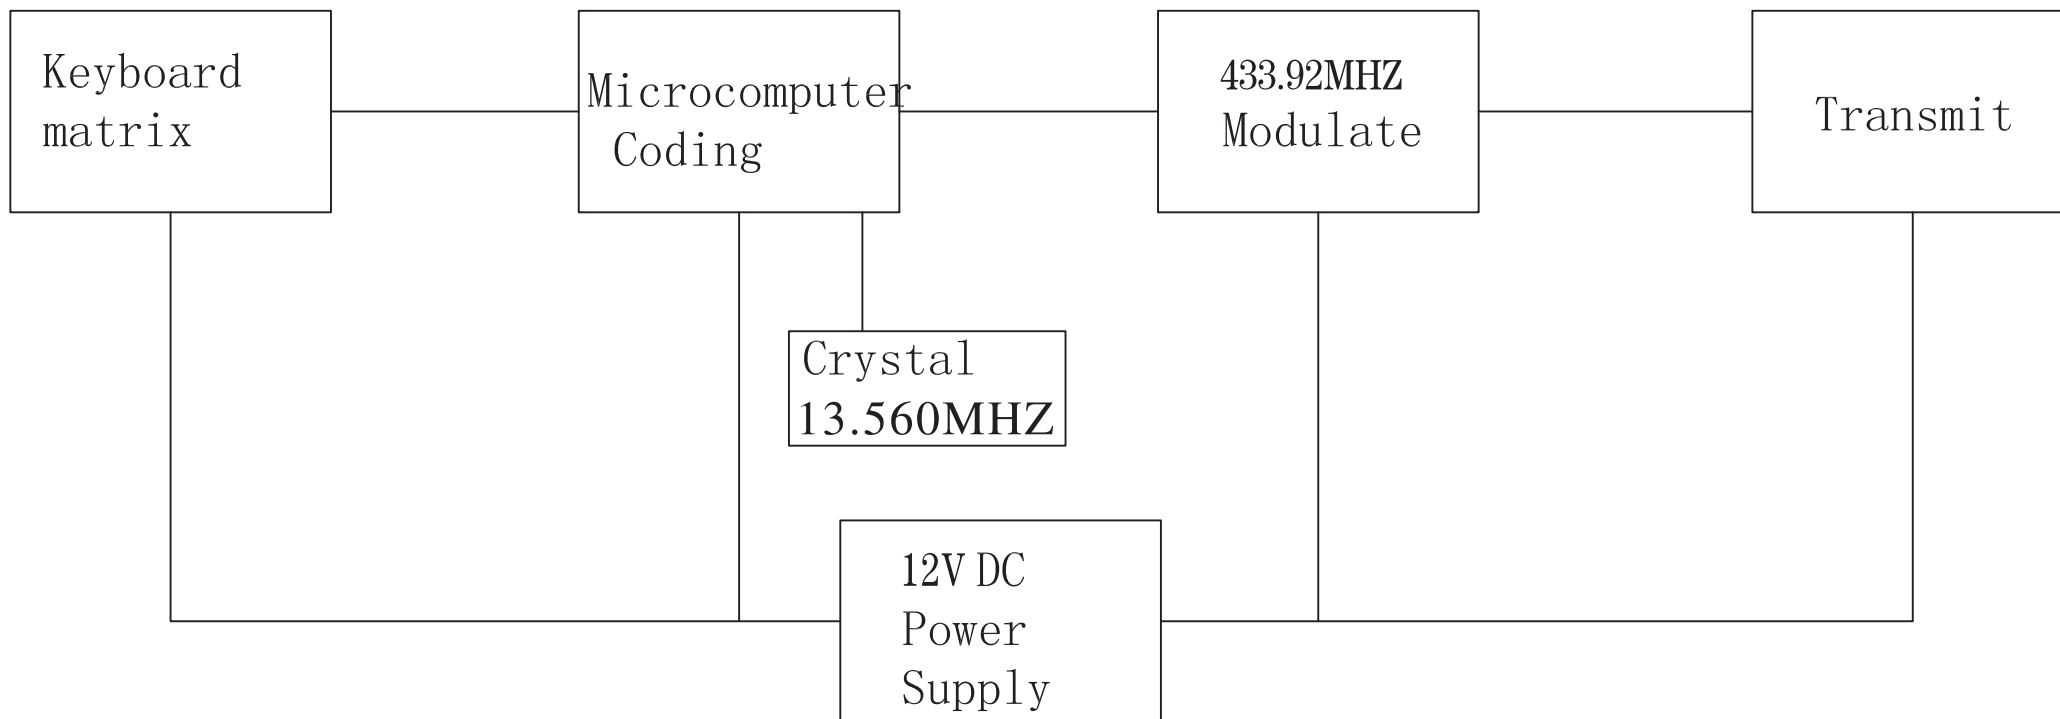 Keyboard
matrix
Microcomputer
Coding
433.92MHZ
Modulate
Transmit
Crystal
13.560MHZ
12V DC
Power
Supply